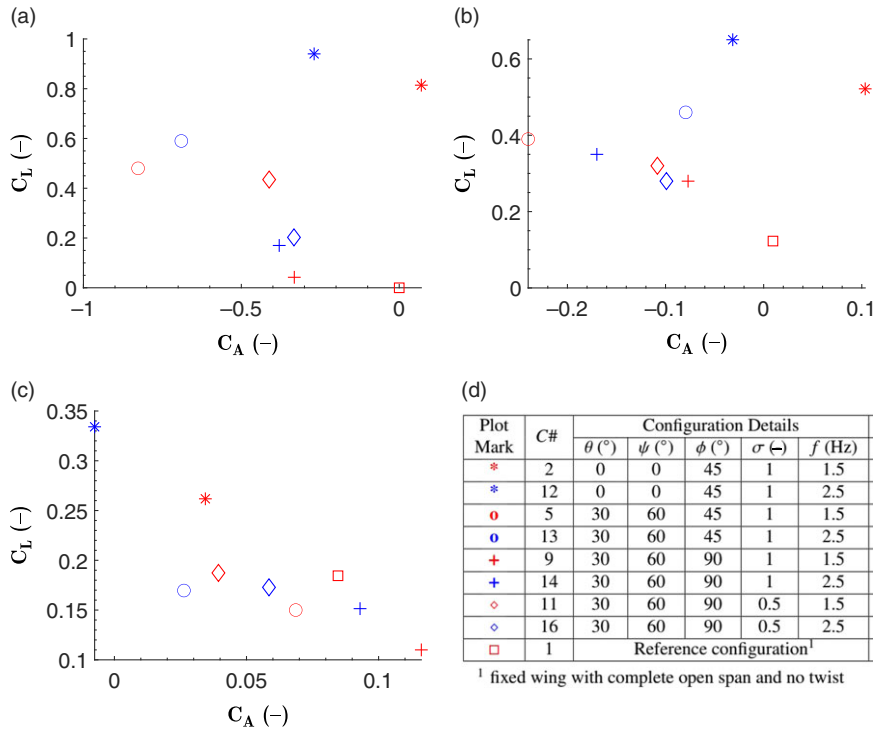 (a)
1
0.8
0.6
0.4
0.2
0
−1
−0.5
0
C_L (−)
C_A (−)
(b)
0.6
0.4
0.2
0
−0.2
−0.1
0
0.1
C_L (−)
C_A (−)
(c)
0.35
0.3
0.25
0.2
0.15
0.1
0
0.05
0.1
C_L (−)
C_A (−)
(d)
Plot Mark C# Configuration Details
θ (°) ψ (°) ϕ (°) σ (−) f (Hz)
* 2 0 0 45 1 1.5
* 12 0 0 45 1 2.5
o 5 30 60 45 1 1.5
o 13 30 60 45 1 2.5
+ 9 30 60 90 1 1.5
+ 14 30 60 90 1 2.5
◇ 11 30 60 90 0.5 1.5
◇ 16 30 60 90 0.5 2.5
□ 1 Reference configuration¹
¹ fixed wing with complete open span and no twist